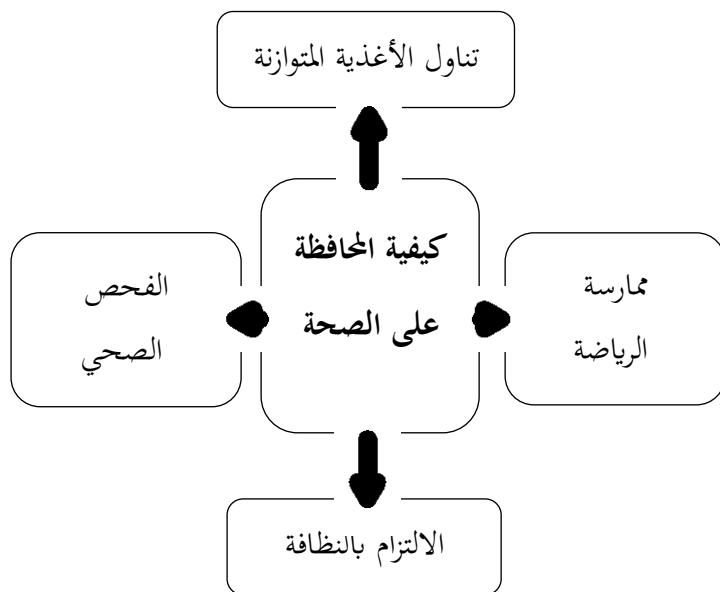 تناول الأغذية المتوازنة
كيفية المحافظة
على الصحة
ممارسة
الرياضة
الفحص
الصحي
الالتزام بالنظافة